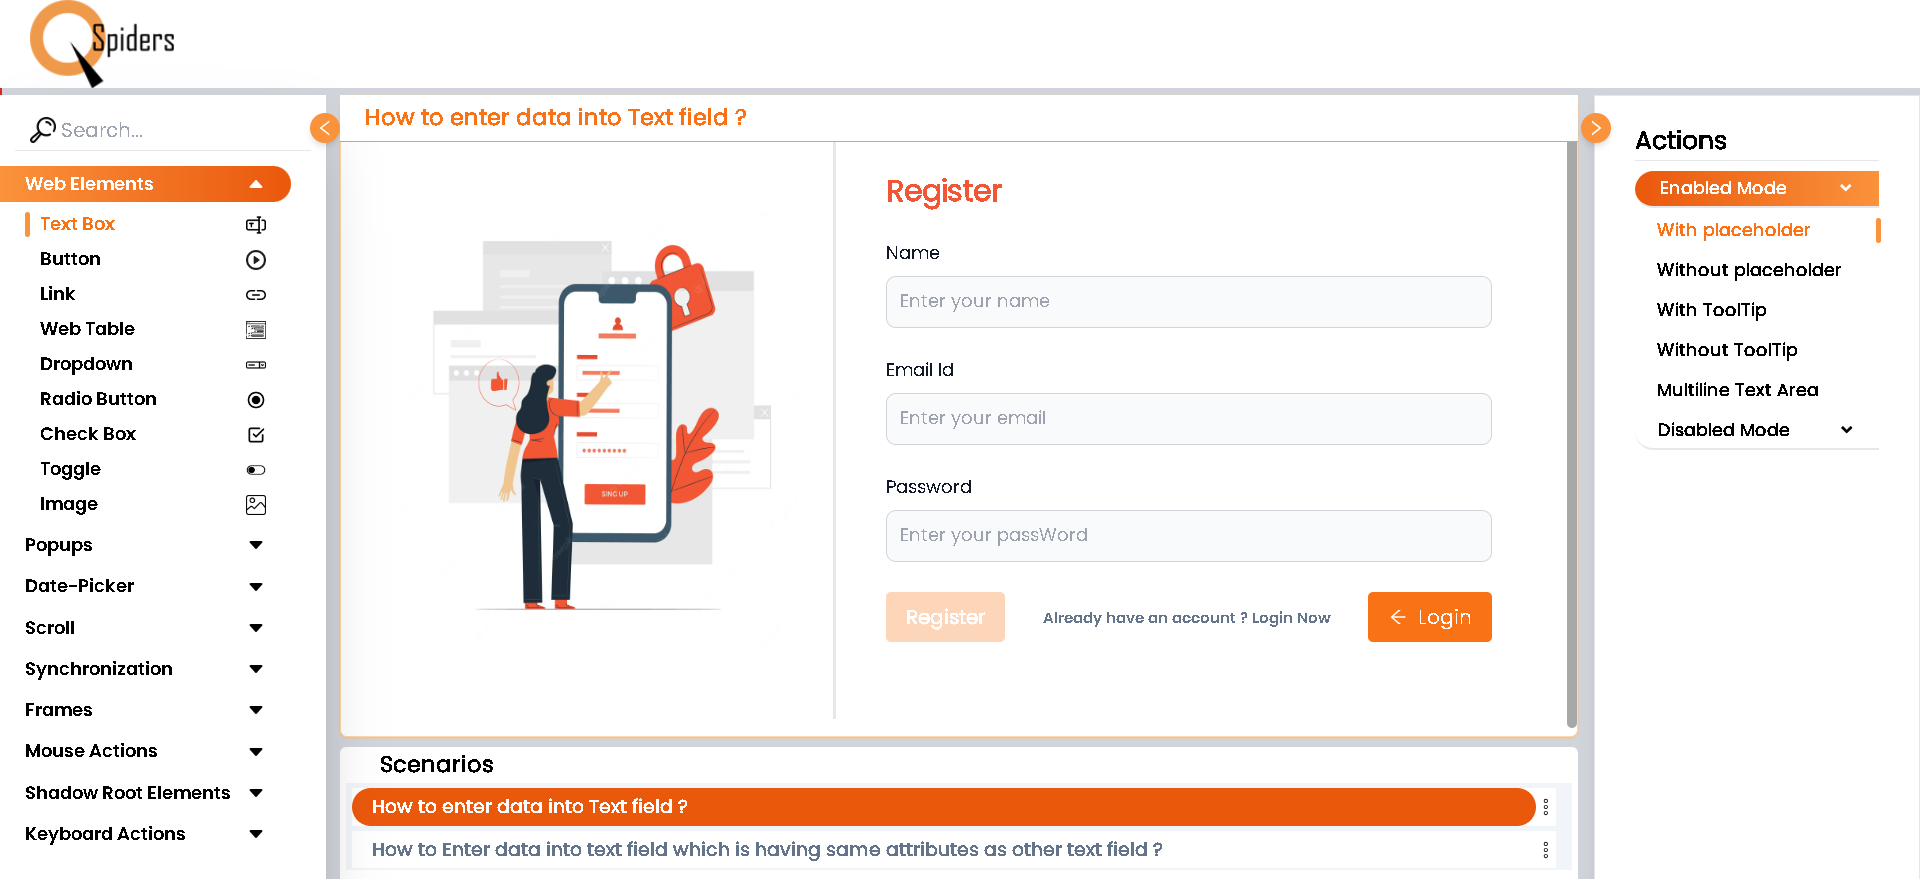 Spiders
Search...
Web Elements
Text Box
Button
Link
Web Table
Dropdown
Radio Button
Check Box
Toggle
Image
Popups
Date-Picker
Scroll
Synchronization
Frames
Mouse Actions
Shadow Root Elements
Keyboard Actions
How to enter data into Text field ?
SING UP
Register
Name
Enter your name
Email Id
Enter your email
Password
Enter your passWord
Register
Already have an account ? Login Now
Login
Scenarios
How to enter data into Text field ?
How to Enter data into text field which is having same attributes as other text field ?
Actions
Enabled Mode
With placeholder
Without placeholder
With ToolTip
Without ToolTip
Multiline Text Area
Disabled Mode